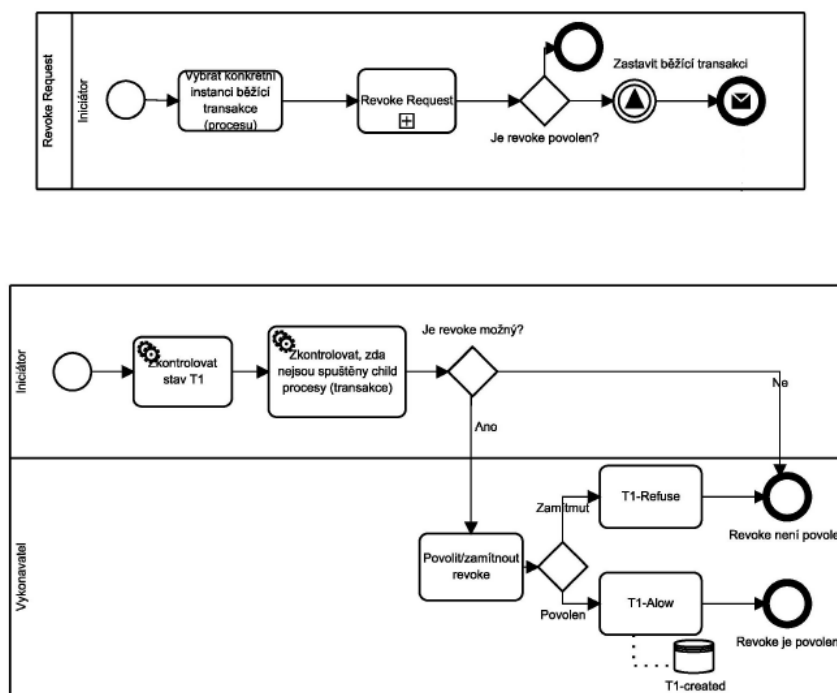 Revoke Request
Iniciátor
Vybrat konkrétní
instanci běžící
transakce
(procesu)
Revoke Request
Je revoke povolen?
Zastavit běžící transakci
Iniciátor
Zkontrolovat
stav T1
Zkontrolovat, zda
nejsou spuštěny child
procesy (transakce)
Je revoke možný?
Ne
Ano
Vykonavatel
Povolit/zamítnout
revoke
Zamítnut
T1-Refuse
Revoke není povole
Povolen
T1-Alow
Revoke je povolen
T1-created